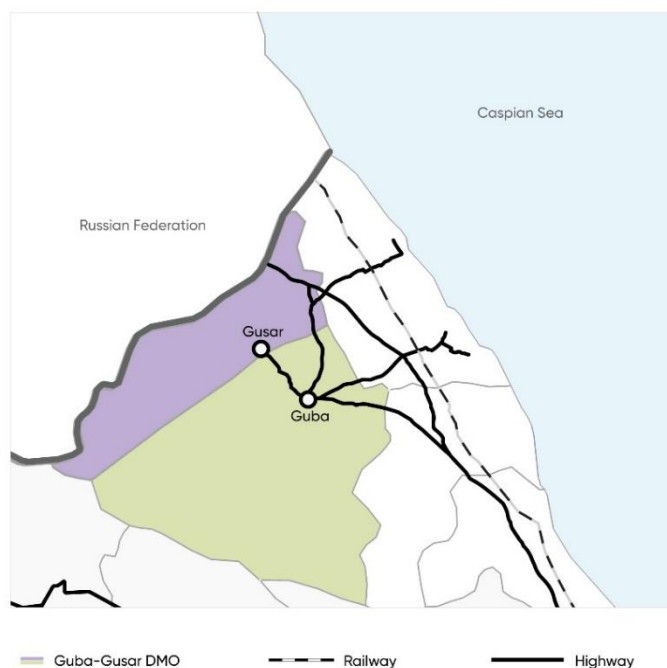 Caspian Sea
Russian Federation
Gusar
Guba
Guba-Gusar DMO
Railway
Highway